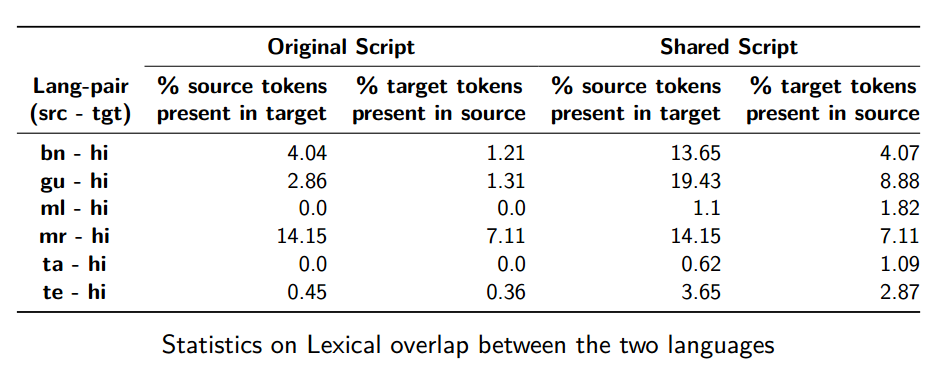 Original Script Shared Script
Lang-pair % source tokens % target tokens % source tokens % target tokens
(src - tgt) present in target present in source present in target present in source
bn - hi 4.04 1.21 13.65 4.07
gu - hi 2.86 1.31 19.43 8.88
ml - hi 0.0 0.0 1.1 1.82
mr - hi 14.15 7.11 14.15 7.11
ta - hi 0.0 0.0 0.62 1.09
te - hi 0.45 0.36 3.65 2.87
Statistics on Lexical overlap between the two languages